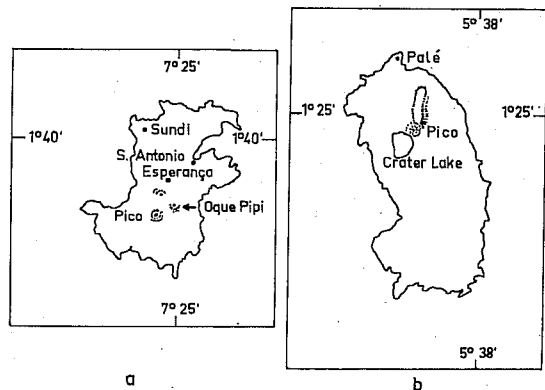 7° 25'
1°40'
1°40'
Sundi
S. Antonio
Esperança
Pico
Oque Pipi
7° 25'
a
5° 38'
Palé
1° 25'
1° 25'
Pico
Crater Lake
5° 38'
b